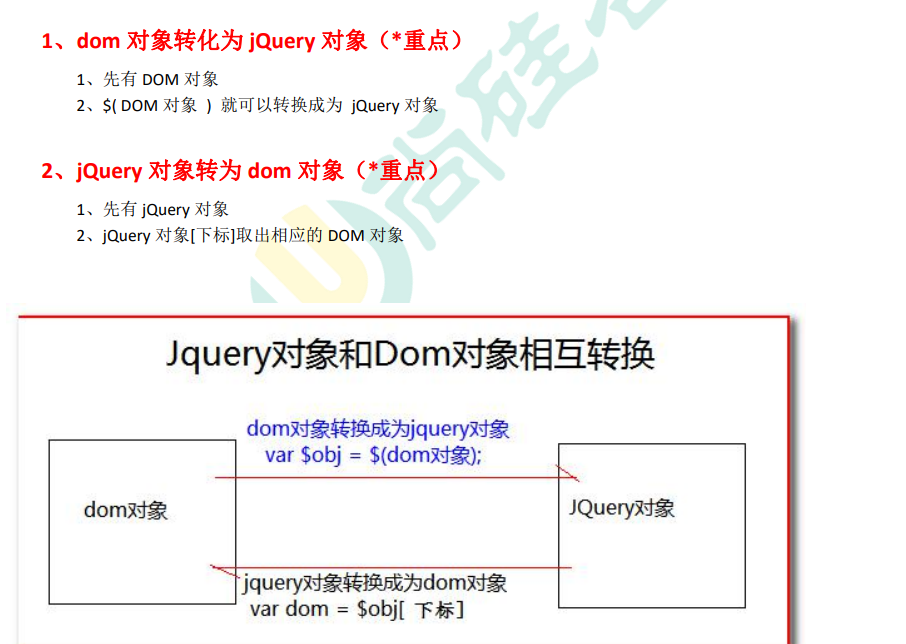 1、dom 对象转化为 jQuery 对象（*重点）
1、先有 DOM 对象
2、$( DOM 对象 ) 就可以转换成为 jQuery 对象
2、jQuery 对象转为 dom 对象（*重点）
1、先有 jQuery 对象
2、jQuery 对象[下标]取出相应的 DOM 对象
Jquery对象和Dom对象相互转换
dom对象转换成为jquery对象
var $obj = $(dom对象);
dom对象
JQuery对象
jquery对象转换成为dom对象
var dom = $obj[ 下标]
尚硅